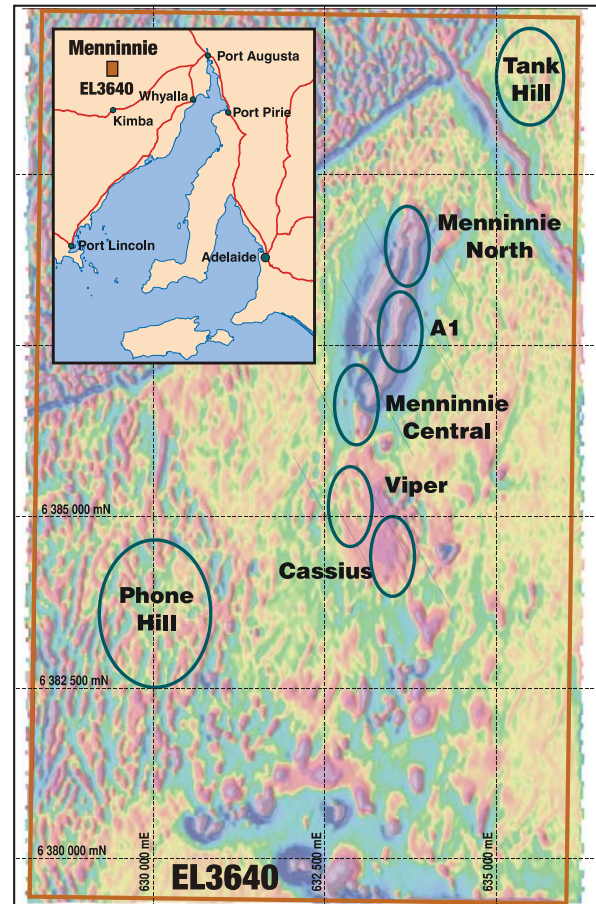 Menninnie
EL3640
Port Augusta
Whyalla
Kimba
Port Pirie
Port Lincoln
Adelaide
Tank
Hill
Menninnie
North
A1
Menninnie
Central
Viper
6 385 000 mN
Cassius
Phone
Hill
6 382 500 mN
6 380 000 mN
630 000 mE
EL3640
632 500 mE
635 000 mE